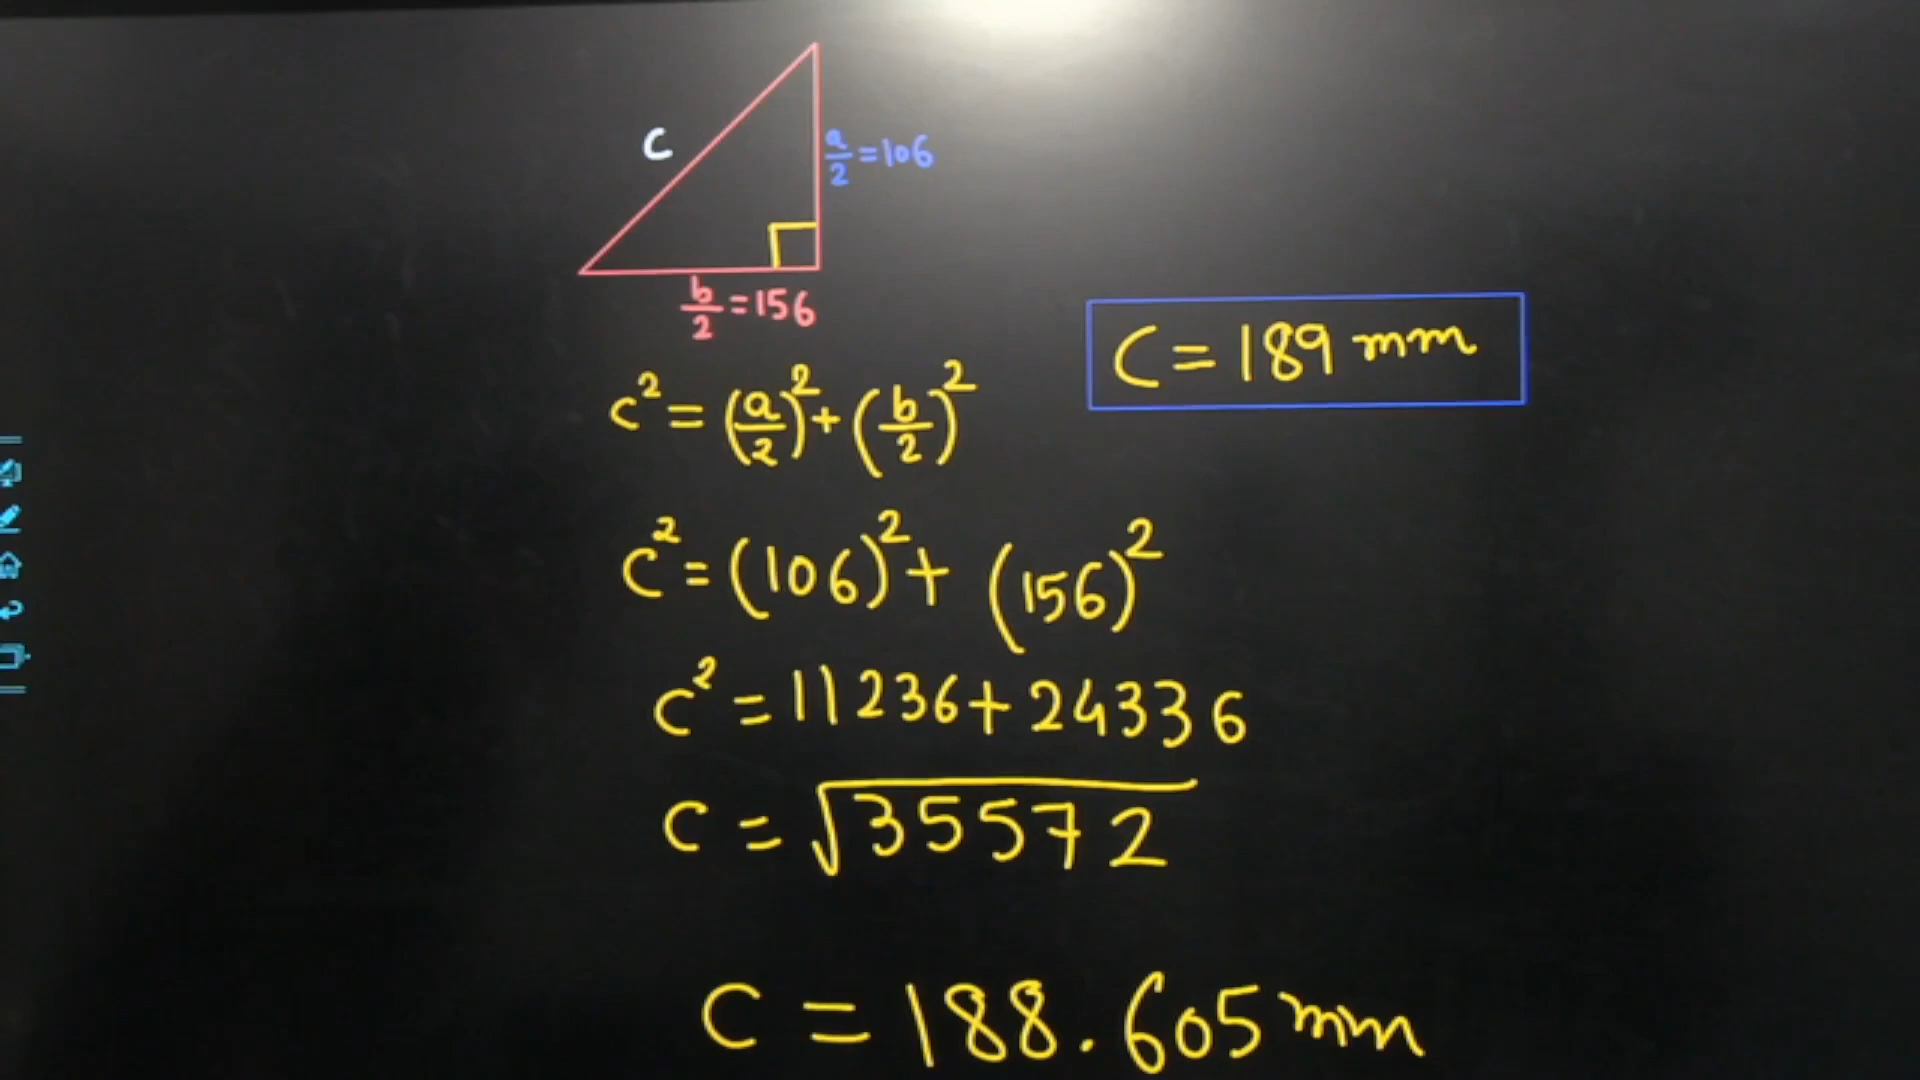 C
a/2 = 106
b/2 = 156
C = 189 mm
c² = (a/2)² + (b/2)²
c² = (106)² + (156)²
c² = 11236 + 24336
c = √35572
c = 188.605 mm